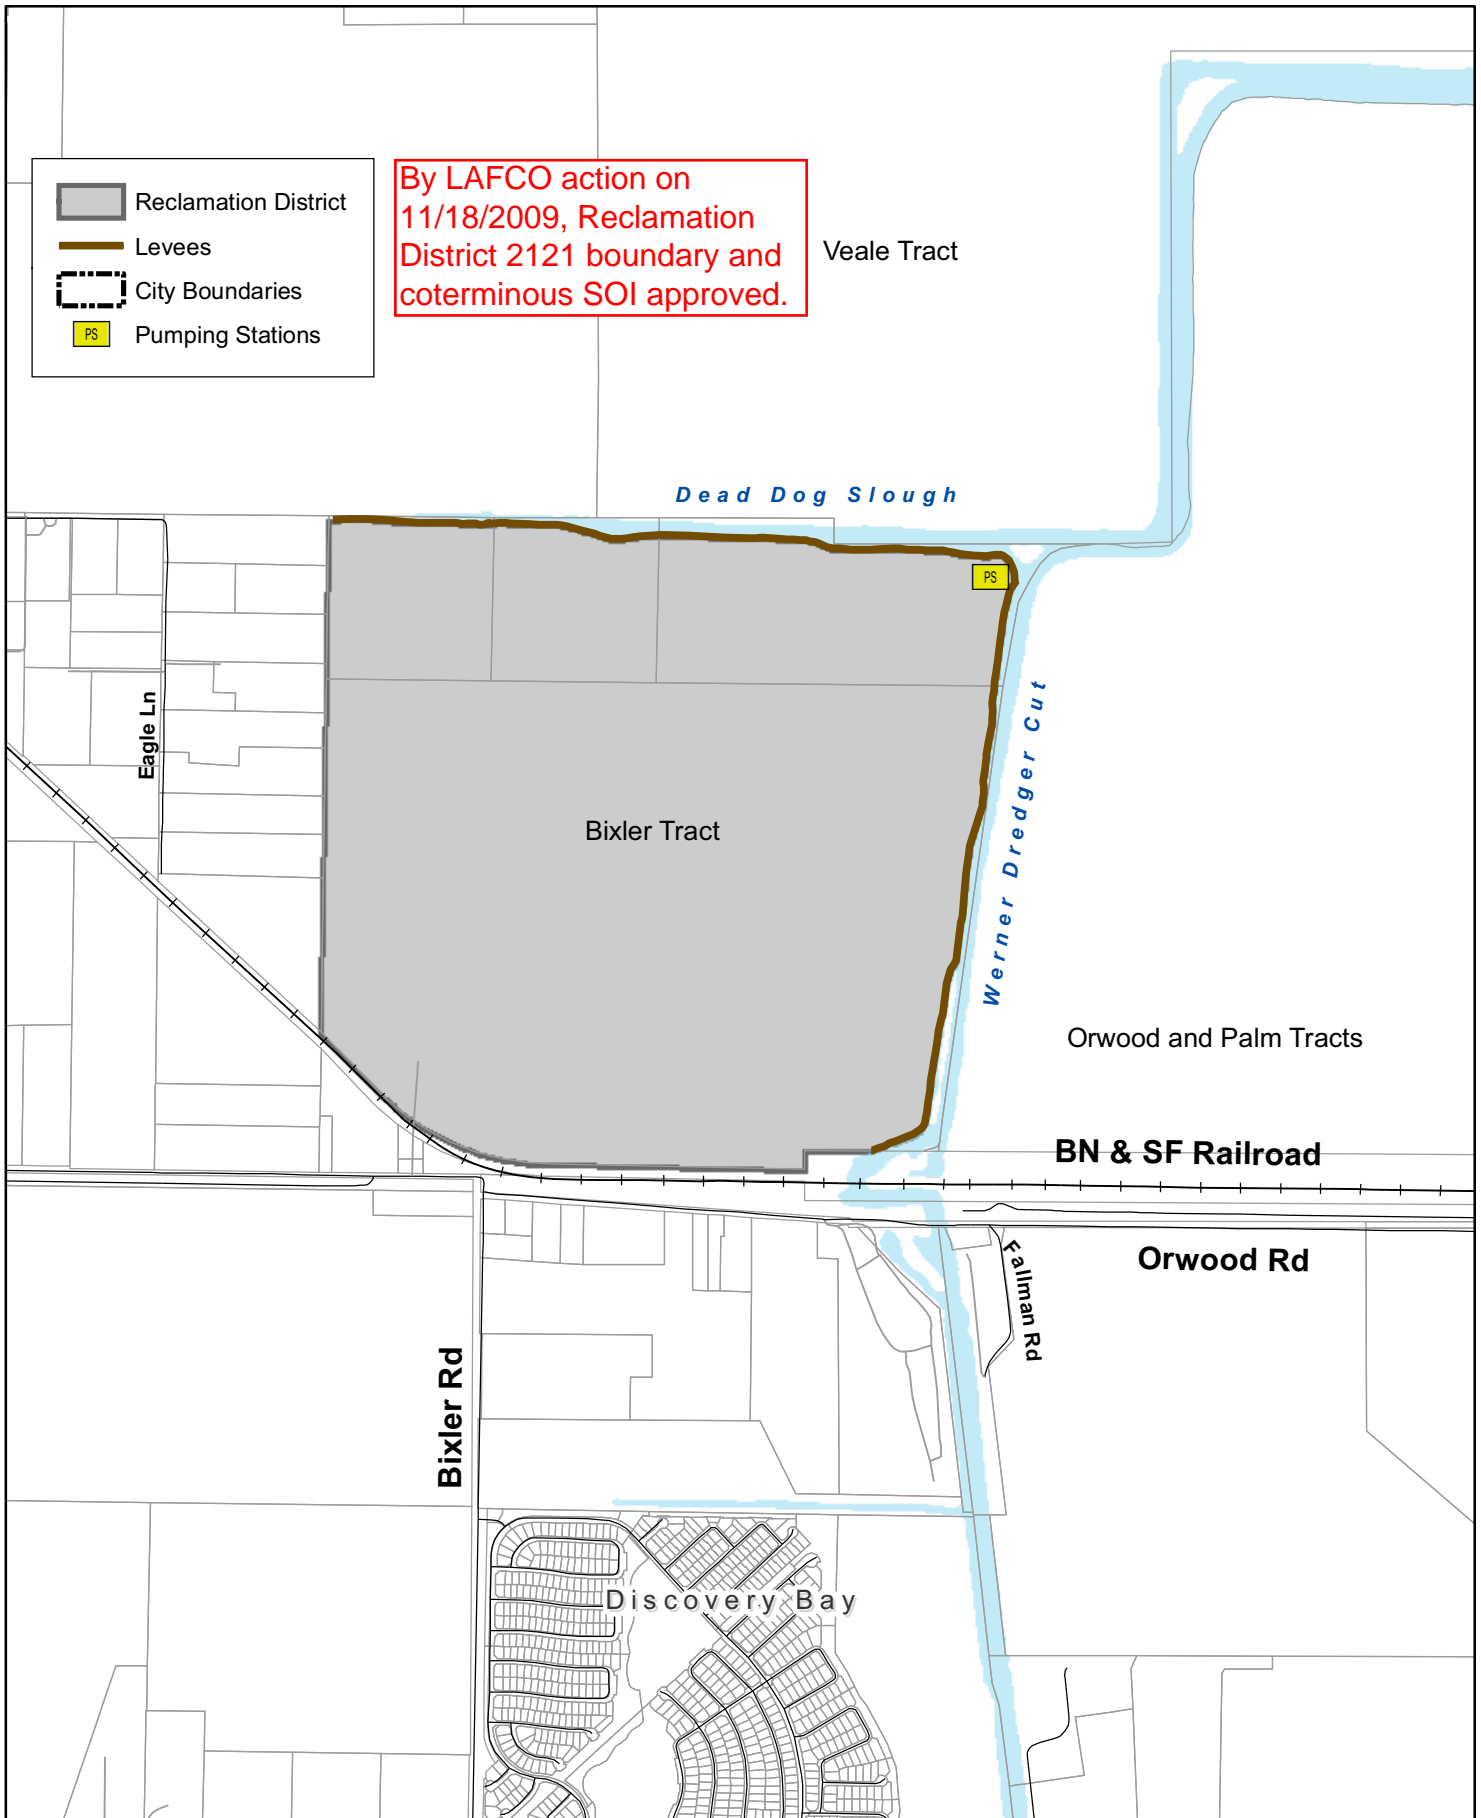 Reclamation District
Levees
City Boundaries
PS
Pumping Stations
By LAFCO action on
11/18/2009, Reclamation
District 2121 boundary and
coterminous SOI approved.
Veale Tract
Dead Dog Slough
PS
Eagle Ln
Werner Dredger Cut
Bixler Tract
Orwood and Palm Tracts
BN & SF Railroad
Orwood Rd
Fallman Rd
Bixler Rd
Discovery Bay